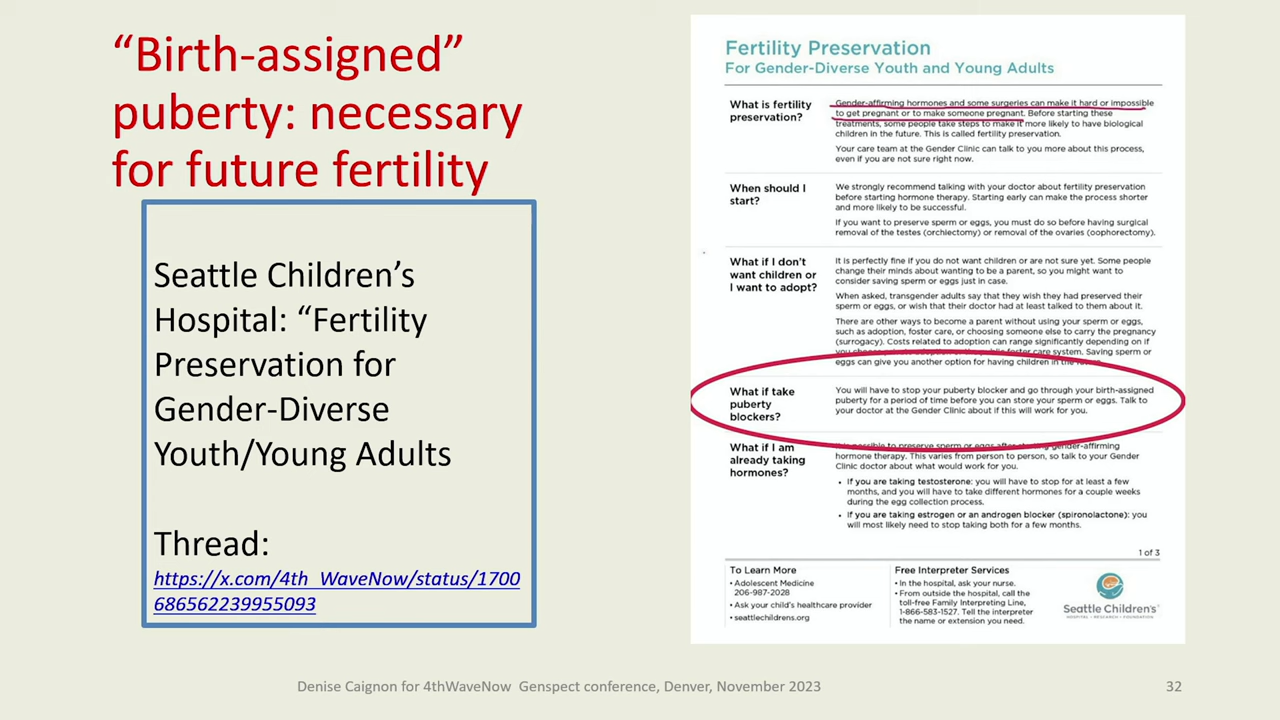 “Birth-assigned”
puberty: necessary
for future fertility
Seattle Children’s
Hospital: “Fertility
Preservation for
Gender-Diverse
Youth/Young Adults
Thread:
https://x.com/4th_WaveNow/status/1700
686562239955093
Fertility Preservation
For Gender-Diverse Youth and Young Adults
What is fertility
preservation?
Gender-affirming hormones and some surgeries can make it hard or impossible
to get pregnant or to make someone pregnant. Before starting these
treatments, some people take steps to make it more likely to have biological
children in the future. This is called fertility preservation.
Your care team at the Gender Clinic can talk to you more about this process,
even if you are not sure right now.
When should I
start?
We strongly recommend talking with your doctor about fertility preservation
before starting hormone therapy. Starting early can make the process shorter
and more likely to be successful.
If you want to preserve sperm or eggs, you must do so before having surgical
removal of the testes (orchiectomy) or removal of the ovaries (oophorectomy).
What if I don’t
want children or
I want to adopt?
It is perfectly fine if you do not want children or are not sure yet. Some people
change their minds about wanting to be a parent, so you might want to
consider saving sperm or eggs just in case.
When asked, transgender adults say that they wish they had preserved their
sperm or eggs, or wish that their doctor had at least talked to them about it.
There are other ways to become a parent without using your sperm or eggs,
such as adoption, foster care, or choosing someone else to carry the pregnancy
(surrogacy). Costs related to adoption can range significantly depending on if
you choose private adoption or the public foster care system. Saving sperm or
eggs can give you another option for having children in the future.
What if take
puberty
blockers?
You will have to stop your puberty blocker and go through your birth-assigned
puberty for a period of time before you can store your sperm or eggs. Talk to
your doctor at the Gender Clinic about if this will work for you.
What if I am
already taking
hormones?
It is possible to preserve sperm or eggs after starting gender-affirming
hormone therapy. This varies from person to person, so talk to your Gender
Clinic doctor about what would work for you.
• If you are taking testosterone: you will have to stop for at least a few
months, and you will have to take different hormones for a couple weeks
during the egg collection process.
• If you are taking estrogen or an androgen blocker (spironolactone): you
will most likely need to stop taking both for a few months.
1 of 3
To Learn More
• Adolescent Medicine
206-987-2028
• Ask your child’s healthcare provider
• seattlechildrens.org
Free Interpreter Services
• In the hospital, ask your nurse.
• From outside the hospital, call the
toll-free Family Interpreting Line,
1-866-583-1527. Tell the interpreter
the name or extension you need.
Seattle Children’s
HOSPITAL • RESEARCH • FOUNDATION
Denise Caignon for 4thWaveNow Genspect conference, Denver, November 2023
32